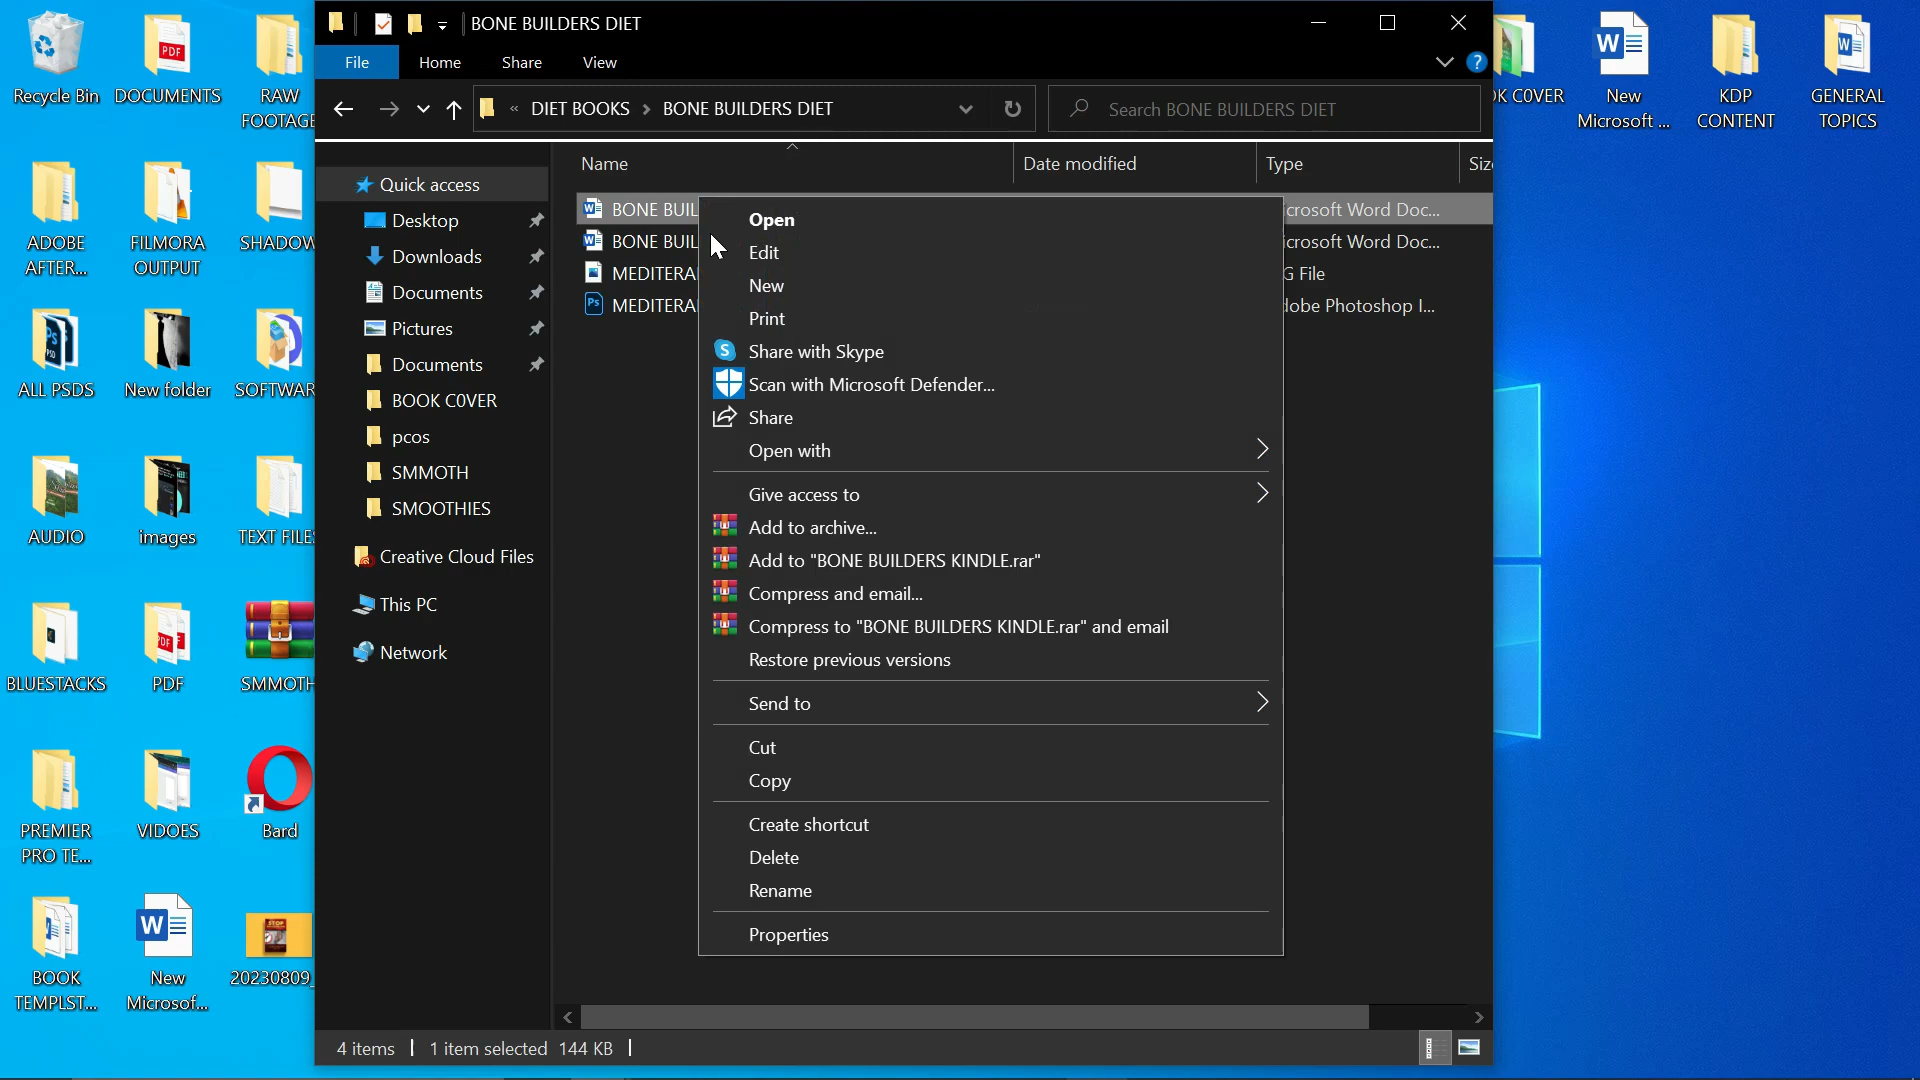 BONE BUILDERS DIET
File Home Share View
?
« DIET BOOKS > BONE BUILDERS DIET
Search BONE BUILDERS DIET
Name Date modified Type Siz
Quick access
Desktop
Downloads
Documents
Pictures
Documents
BOOK C0VER
pcos
SMMOTH
SMOOTHIES
Creative Cloud Files
This PC
Network
BONE BUIL
crosoft Word Doc...
BONE BUIL
crosoft Word Doc...
MEDITERA
G File
MEDITERA
dobe Photoshop I...
Open
Edit
New
Print
Share with Skype
Scan with Microsoft Defender...
Share
Open with
Give access to
Add to archive...
Add to "BONE BUILDERS KINDLE.rar"
Compress and email...
Compress to "BONE BUILDERS KINDLE.rar" and email
Restore previous versions
Send to
Cut
Copy
Create shortcut
Delete
Rename
Properties
4 items 1 item selected 144 KB
Recycle Bin
DOCUMENTS
RAW
FOOTAGE
ADOBE
AFTER...
FILMORA
OUTPUT
SHADOW
ALL PSDS
New folder
SOFTWAR
AUDIO
images
TEXT FILE
BLUESTACKS
PDF
SMMOTH
PREMIER
PRO TE...
VIDOES
Bard
BOOK
TEMPLST...
New
Microsof...
20230809_
OK C0VER
New
Microsoft ...
KDP
CONTENT
GENERAL
TOPICS